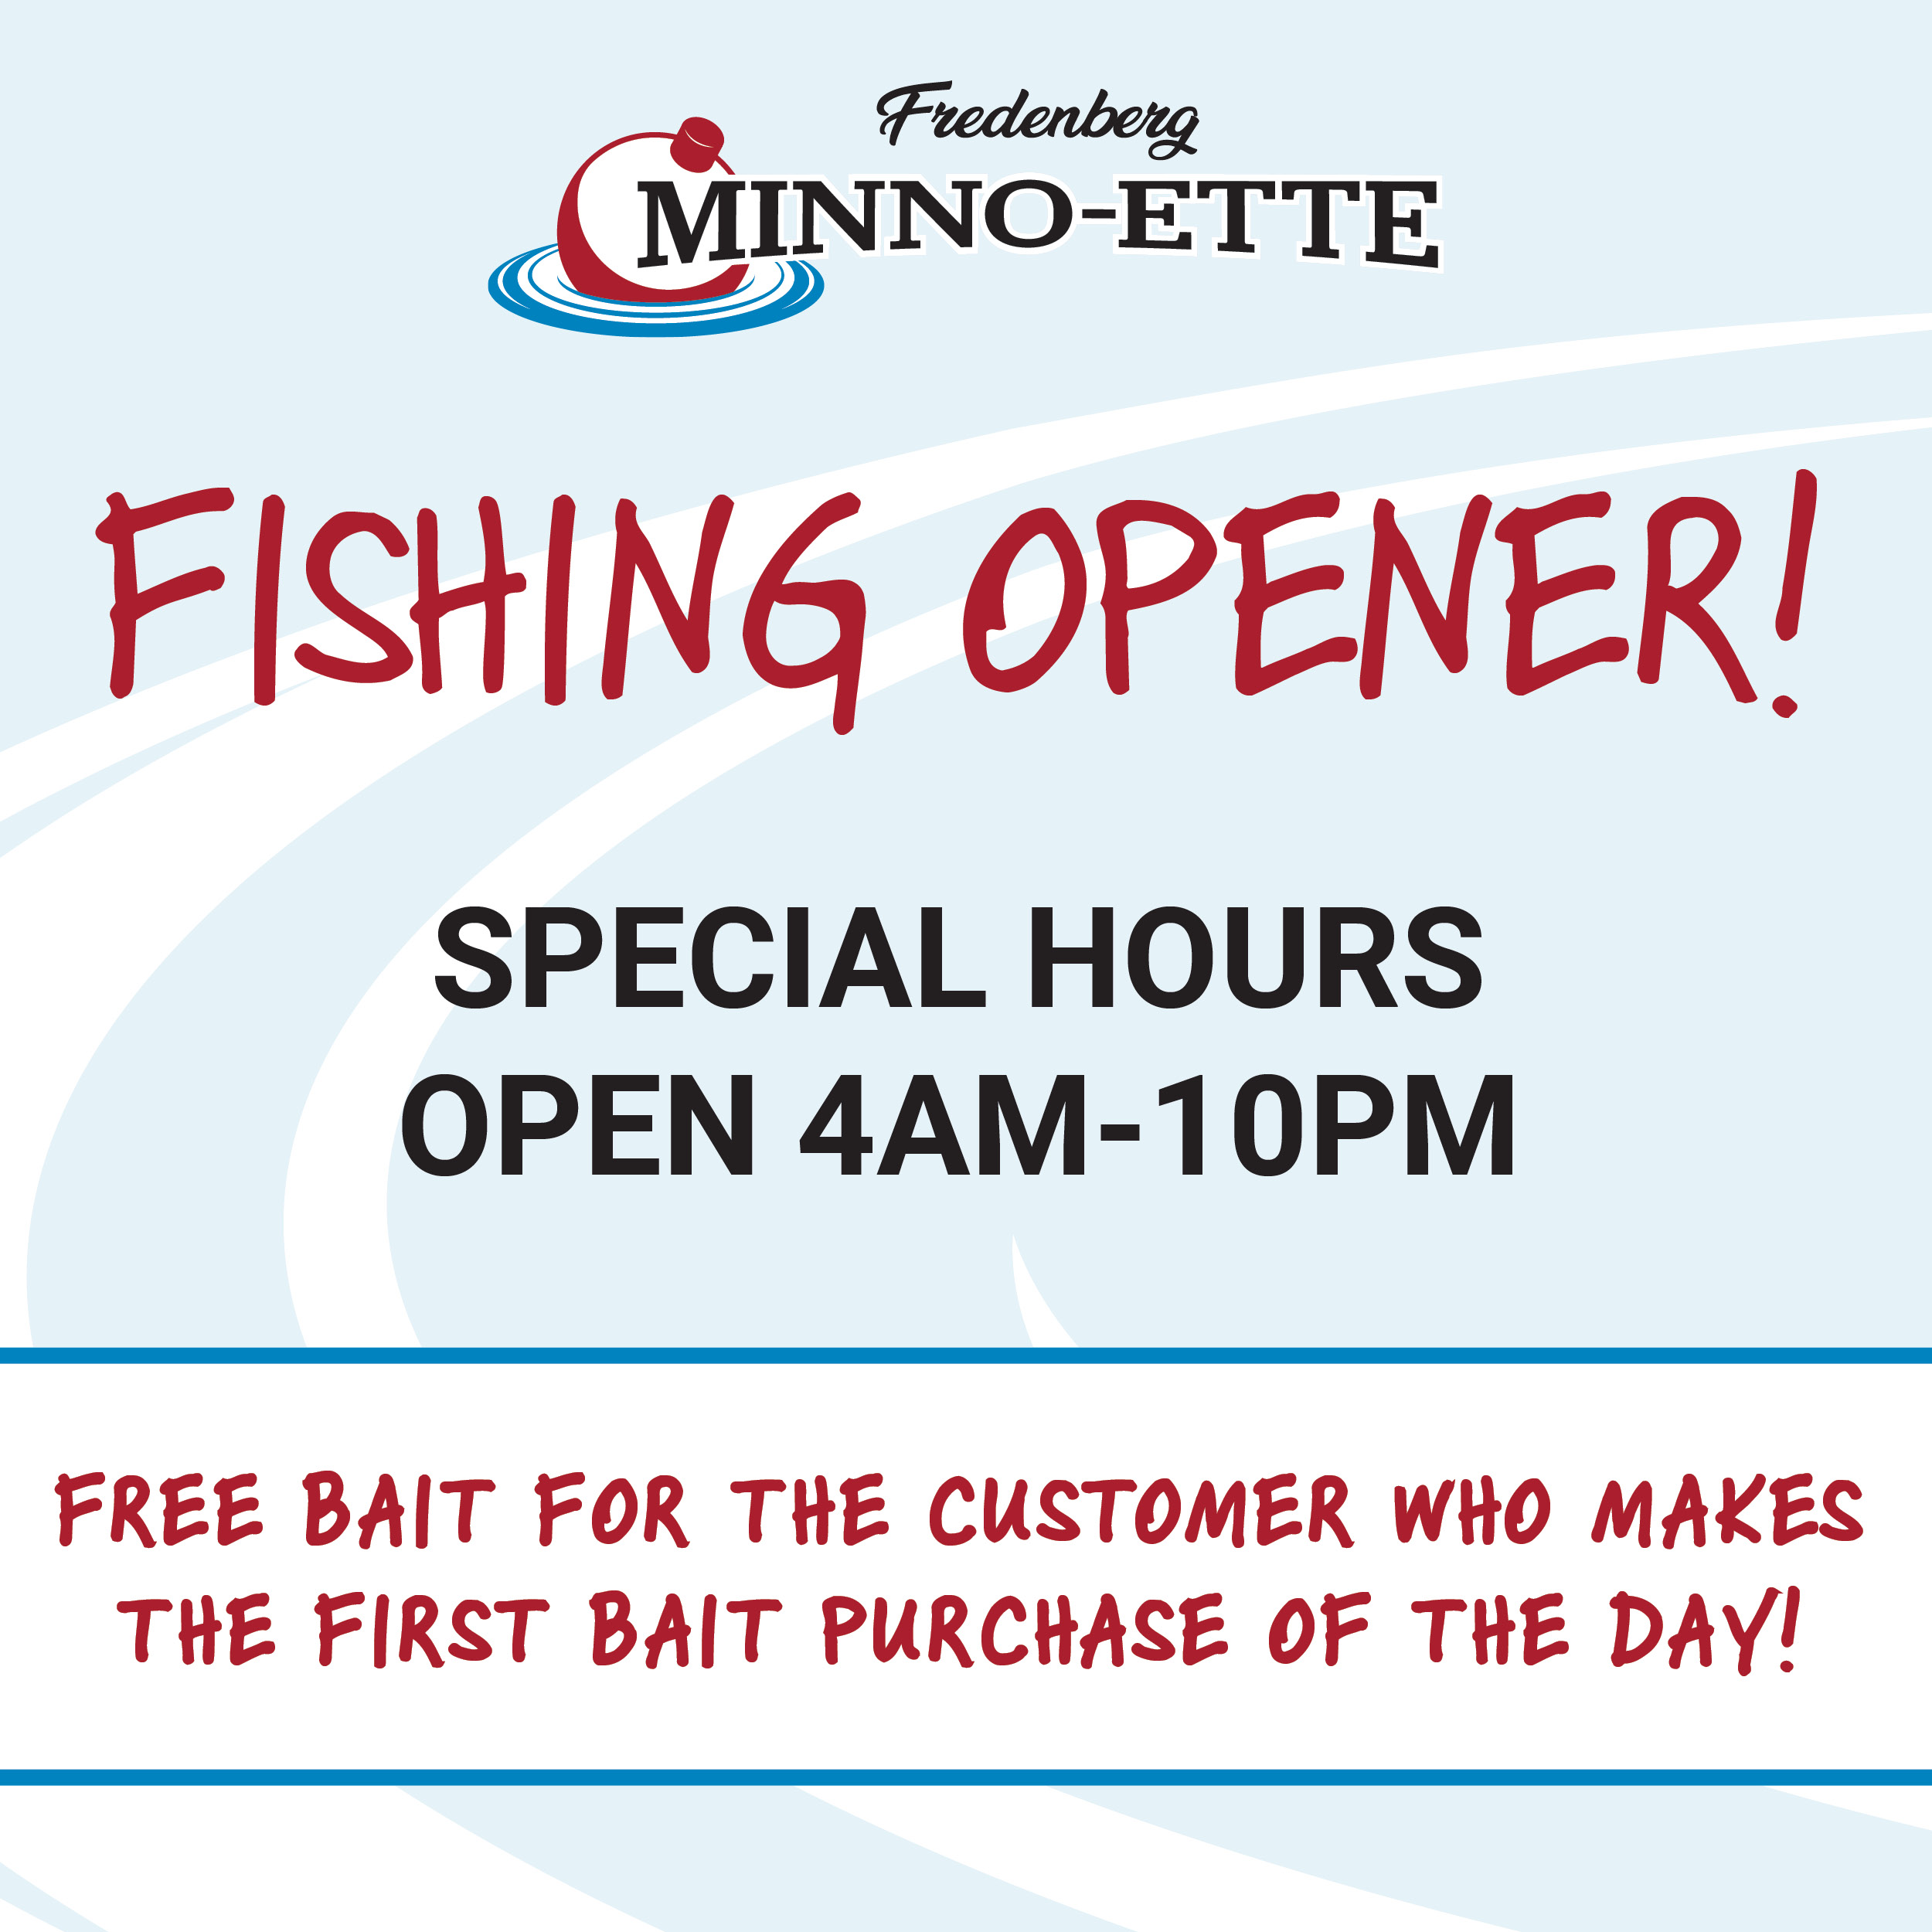 Fredenberg
MINNO-ETTE
FISHING OPENER!
SPECIAL HOURS
OPEN 4AM-10PM
FREE BAIT FOR THE CUSTOMER WHO MAKES
THE FIRST BAIT PURCHASE OF THE DAY!